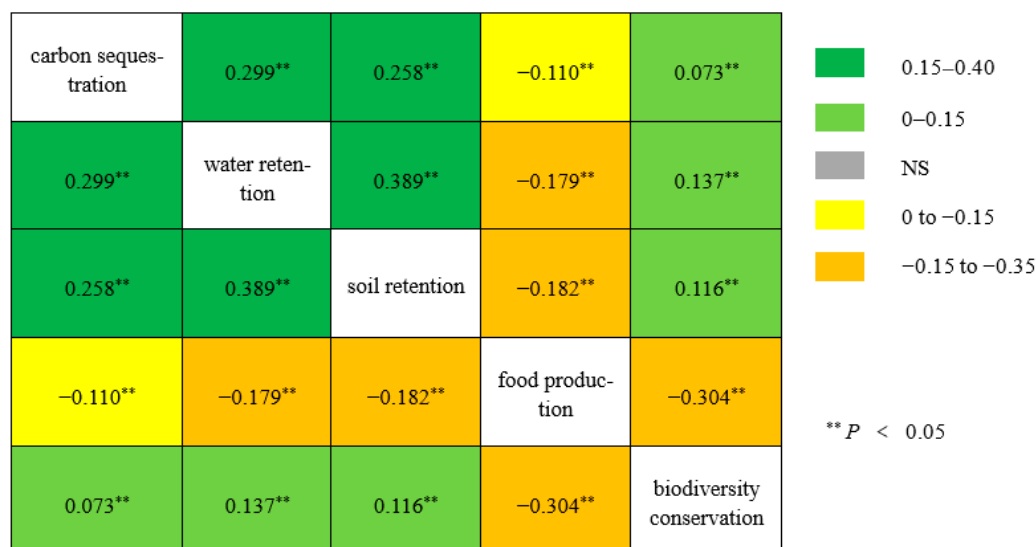 carbon seques-
tration
0.299**
0.258**
−0.110**
0.073**
0.299**
water reten-
tion
0.389**
−0.179**
0.137**
0.258**
0.389**
soil retention
−0.182**
0.116**
−0.110**
−0.179**
−0.182**
food produc-
tion
−0.304**
0.073**
0.137**
0.116**
−0.304**
biodiversity
conservation
0.15–0.40
0–0.15
NS
0 to −0.15
−0.15 to −0.35
** P < 0.05